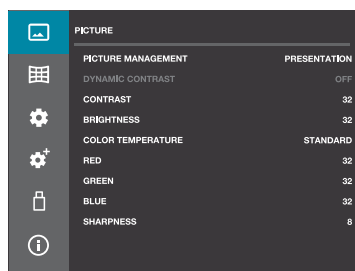 PICTURE
PICTURE MANAGEMENT PRESENTATION
DYNAMIC CONTRAST OFF
CONTRAST 32
BRIGHTNESS 32
COLOR TEMPERATURE STANDARD
RED 32
GREEN 32
BLUE 32
SHARPNESS 8